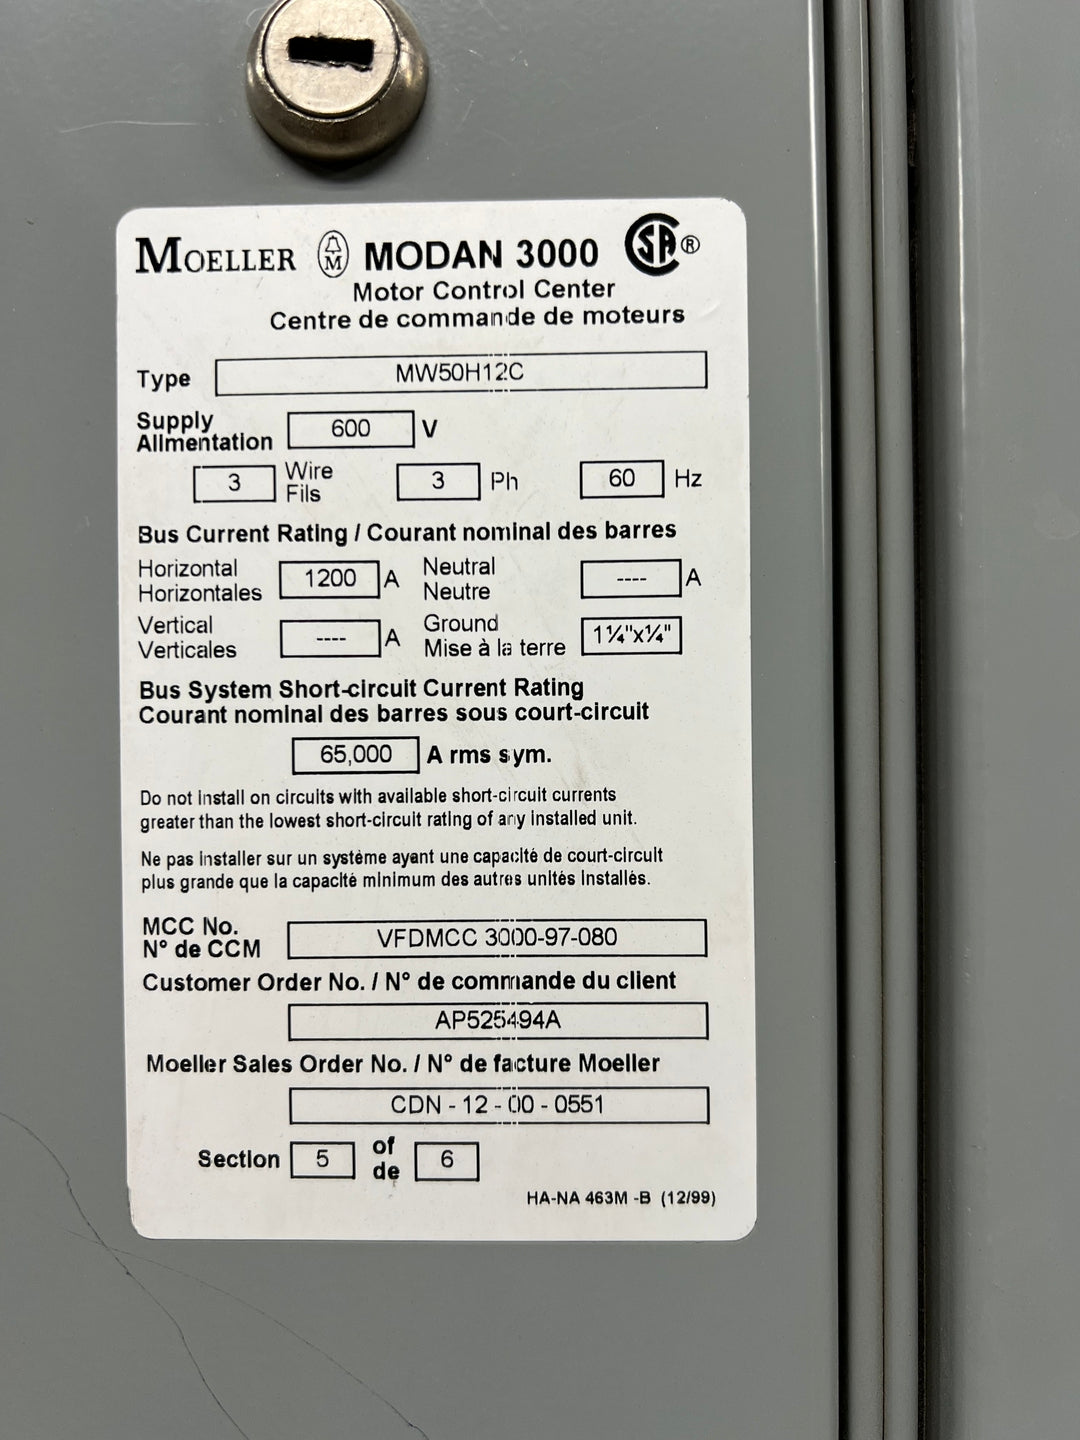 MOELLER M MODAN 3000 SA ®
Motor Control Center
Centre de commande de moteurs
Type MW50H12C
Supply
Alimentation 600 V
3 Wire
Fils 3 Ph 60 Hz
Bus Current Rating / Courant nominal des barres
Horizontal
Horizontales 1200 A Neutral
Neutre ---- A
Vertical
Verticales ---- A Ground
Mise à la terre 1¼"x¼"
Bus System Short-circuit Current Rating
Courant nominal des barres sous court-circuit
65,000 A rms sym.
Do not install on circuits with available short-circuit currents
greater than the lowest short-circuit rating of any installed unit.
Ne pas installer sur un système ayant une capacité de court-circuit
plus grande que la capacité minimum des autres unités installés.
MCC No.
N° de CCM VFDMCC 3000-97-080
Customer Order No. / N° de commande du client
AP525494A
Moeller Sales Order No. / N° de facture Moeller
CDN - 12 - 00 - 0551
Section 5 of
de 6
HA-NA 463M -B (12/99)